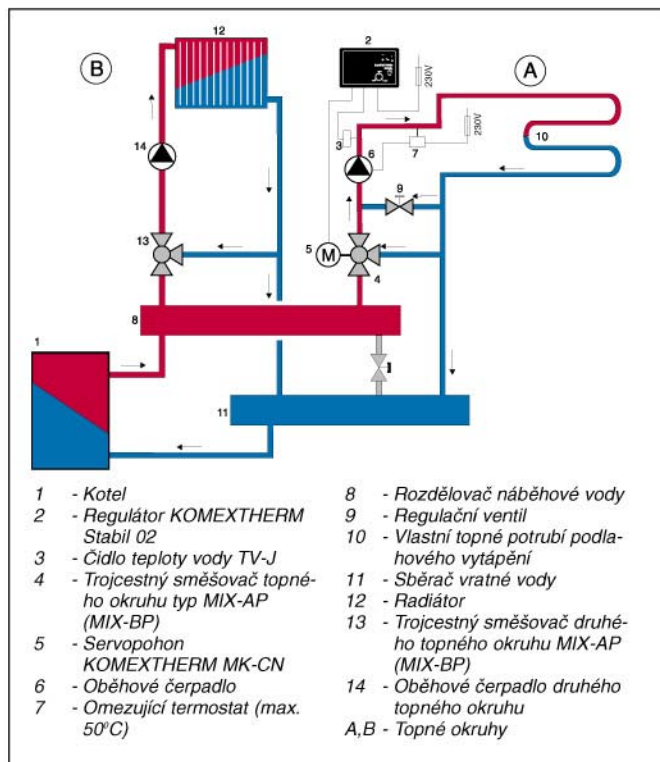 12
2
B
A
230V
230V
14
3
6
7
10
9
13
5
M
4
8
1
11
1 - Kotel
2 - Regulátor KOMEXTHERM
Stabil 02
3 - Čidlo teploty vody TV-J
4 - Trojcestný směšovač topné-
ho okruhu typ MIX-AP
(MIX-BP)
5 - Servopohon
KOMEXTHERM MK-CN
6 - Oběhové čerpadlo
7 - Omezující termostat (max.
50⁰C)
8 - Rozdělovač náběhové vody
9 - Regulační ventil
10 - Vlastní topné potrubí podla-
hového vytápění
11 - Sběrač vratné vody
12 - Radiátor
13 - Trojcestný směšovač druhé-
ho topného okruhu MIX-AP
(MIX-BP)
14 - Oběhové čerpadlo druhého
topného okruhu
A,B - Topné okruhy